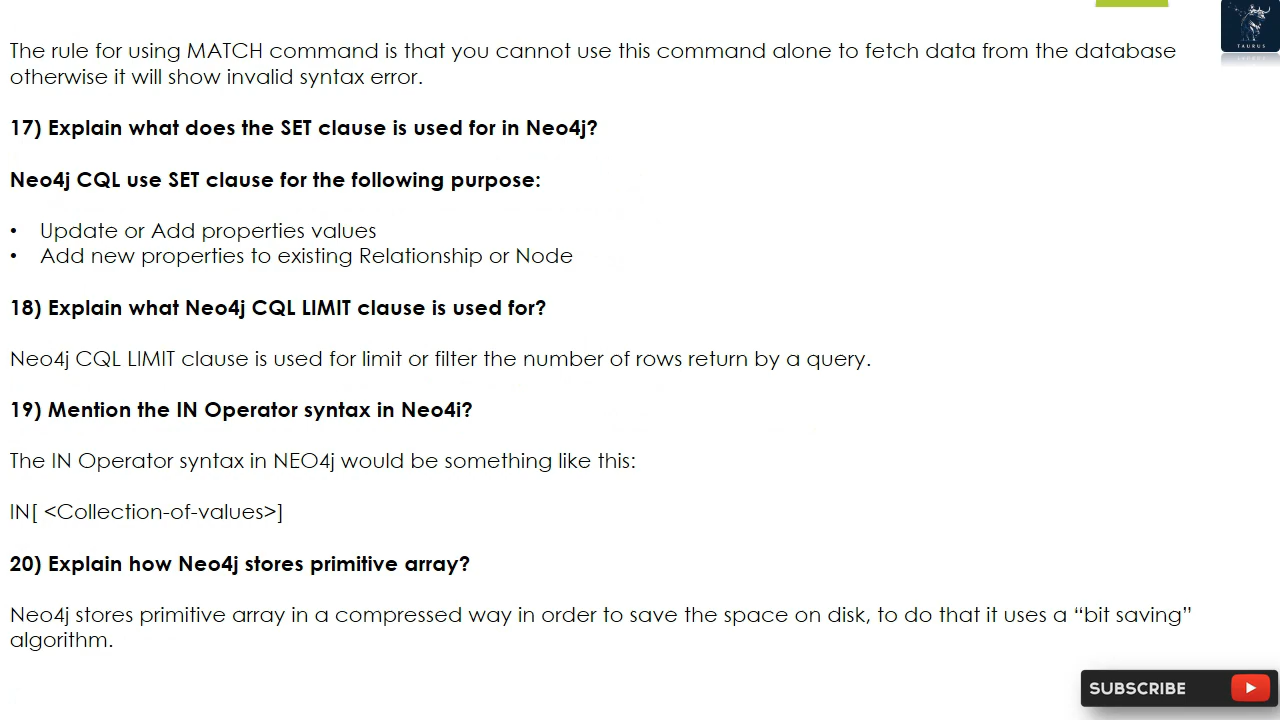 The rule for using MATCH command is that you cannot use this command alone to fetch data from the database
otherwise it will show invalid syntax error.
17) Explain what does the SET clause is used for in Neo4j?
Neo4j CQL use SET clause for the following purpose:
• Update or Add properties values
• Add new properties to existing Relationship or Node
18) Explain what Neo4j CQL LIMIT clause is used for?
Neo4j CQL LIMIT clause is used for limit or filter the number of rows return by a query.
19) Mention the IN Operator syntax in Neo4i?
The IN Operator syntax in NEO4j would be something like this:
IN[ <Collection-of-values>]
20) Explain how Neo4j stores primitive array?
Neo4j stores primitive array in a compressed way in order to save the space on disk, to do that it uses a “bit saving”
algorithm.
TAURUS
SUBSCRIBE